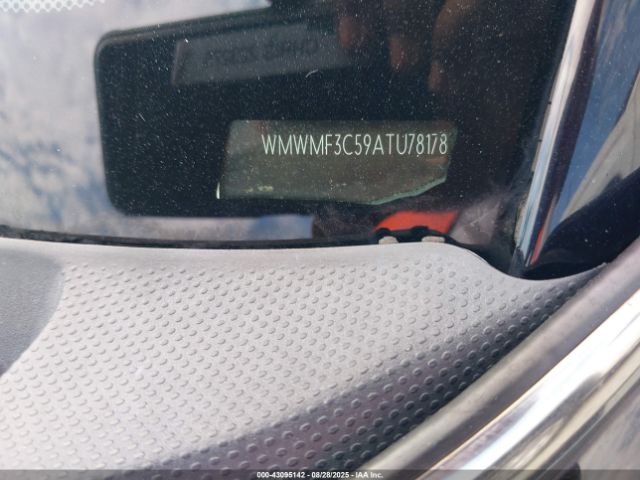 WMWMF3C59ATU78178
000-43095142 - 08/28/2025 - IAA Inc.